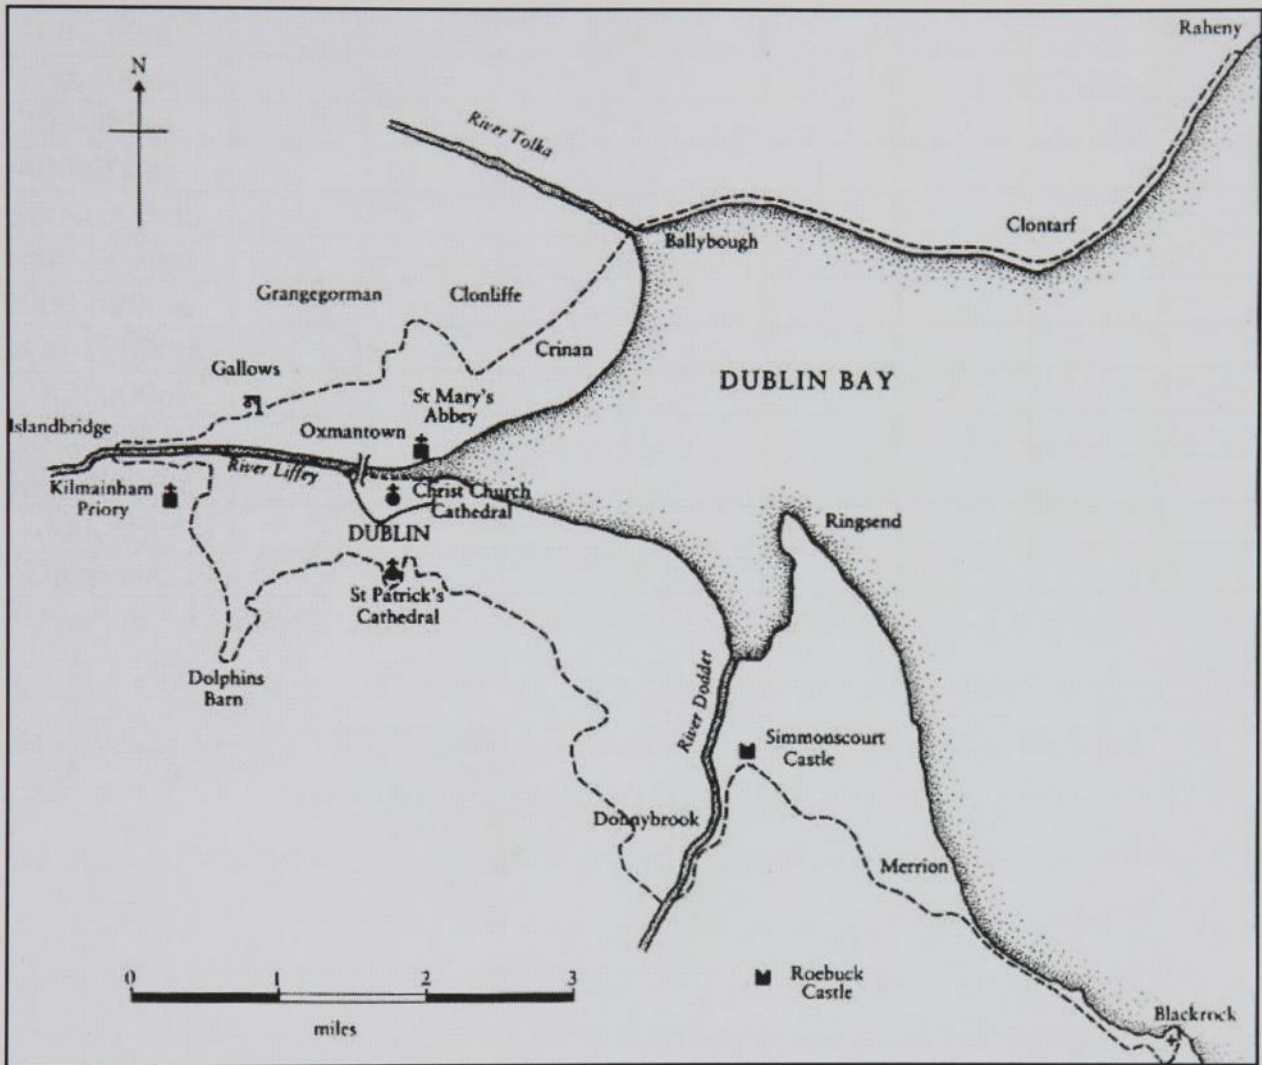 Raheny
N
River Tolka
Clontarf
Ballybough
Grangegorman
Clonliffe
Crinan
DUBLIN BAY
Gallows
St Mary's
Abbey
Islandbridge
Oxmantown
River Liffey
Kilmainham
Priory
Christ Church
Cathedral
DUBLIN
Ringsend
St Patrick's
Cathedral
Dolphins
Barn
River Dodder
Simmonscourt
Castle
Donnybrook
Merrion
Roebuck
Castle
0 1 2 3
miles
Blackrock